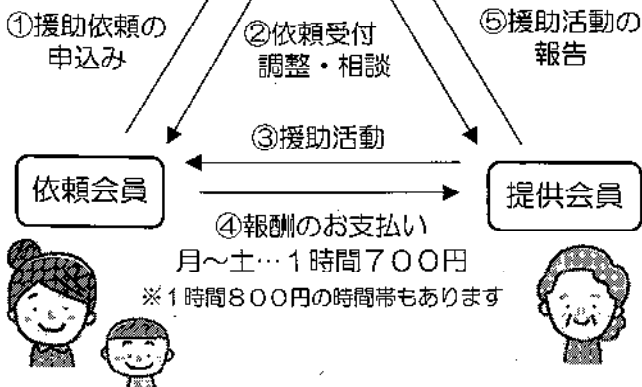 ①援助依頼の
申込み
②依頼受付
調整・相談
⑤援助活動の
報告
③援助活動
依頼会員
提供会員
④報酬のお支払い
月～土…１時間７００円
※１時間８００円の時間帯もあります